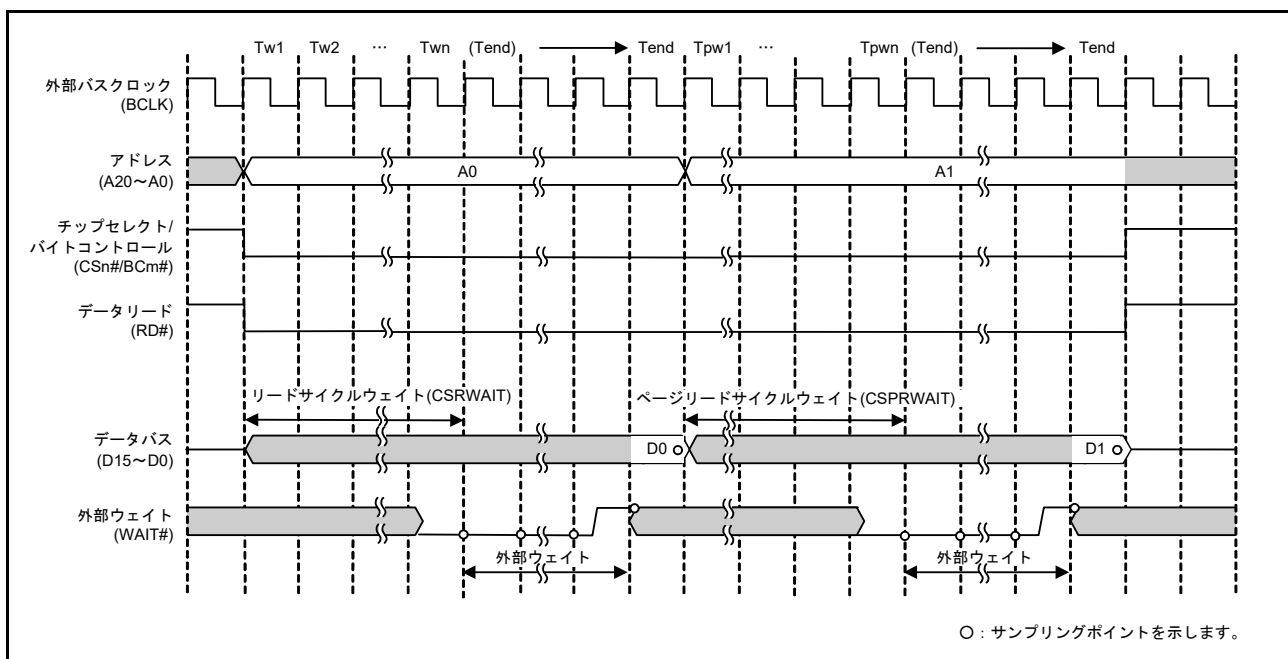 Tw1 Tw2 … Twn (Tend) Tend Tpw1 … Tpwn (Tend) Tend
外部バスクロック
(BCLK)
アドレス
(A20～A0)
A0 A1
チップセレクト/
バイトコントロール
(CSn#/BCm#)
データリード
(RD#)
リードサイクルウェイト(CSRWAIT) ページリードサイクルウェイト(CSPRWAIT)
データバス
(D15～D0)
D0 D1
外部ウェイト
(WAIT#)
外部ウェイト 外部ウェイト
：サンプリングポイントを示します。